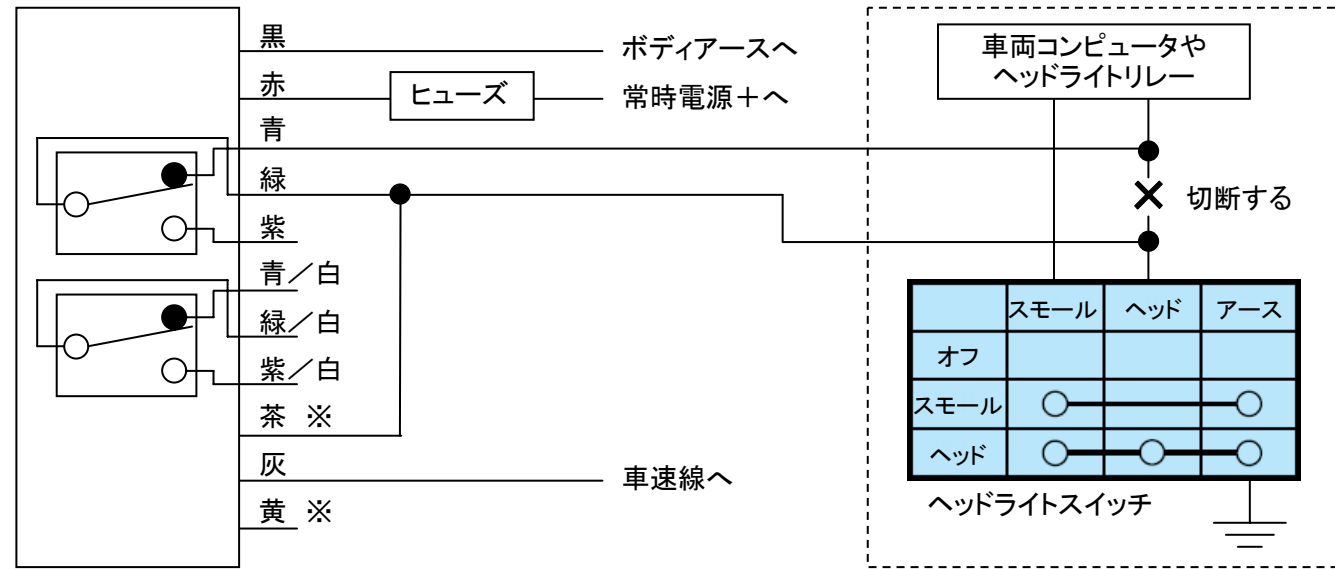 黒
ボディアースへ
赤
ヒューズ
常時電源＋へ
青
緑
紫
青／白
緑／白
紫／白
茶 ※
灰
車速線へ
黄 ※
車両コンピュータや
ヘッドライトリレー
切断する
スモール ヘッド アース
オフ
スモール
ヘッド
ヘッドライトスイッチ